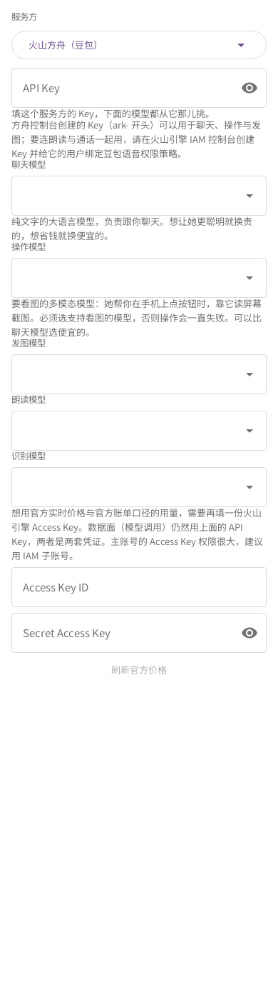 服务方
火山方舟（豆包）
API Key
填这个服务方的 Key，下面的模型都从它那儿挑。
方舟控制台创建的 Key（ark- 开头）可以用于聊天、操作与发
图；要连朗读与通话一起用，请在火山引擎 IAM 控制台创建
Key 并给它的用户绑定豆包语音权限策略。
聊天模型
纯文字的大语言模型，负责跟你聊天。想让她更聪明就换贵
的，想省钱就换便宜的。
操作模型
要看图的多模态模型：她帮你在手机上点按钮时，靠它读屏幕
截图。必须选支持看图的模型，否则操作会一直失败。可以比
聊天模型选便宜的。
发图模型
朗读模型
识别模型
想用官方实时价格与官方账单口径的用量，需要再填一份火山
引擎 Access Key。数据面（模型调用）仍然用上面的 API
Key，两者是两套凭证。主账号的 Access Key 权限很大，建议
用 IAM 子账号。
Access Key ID
Secret Access Key
刷新官方价格